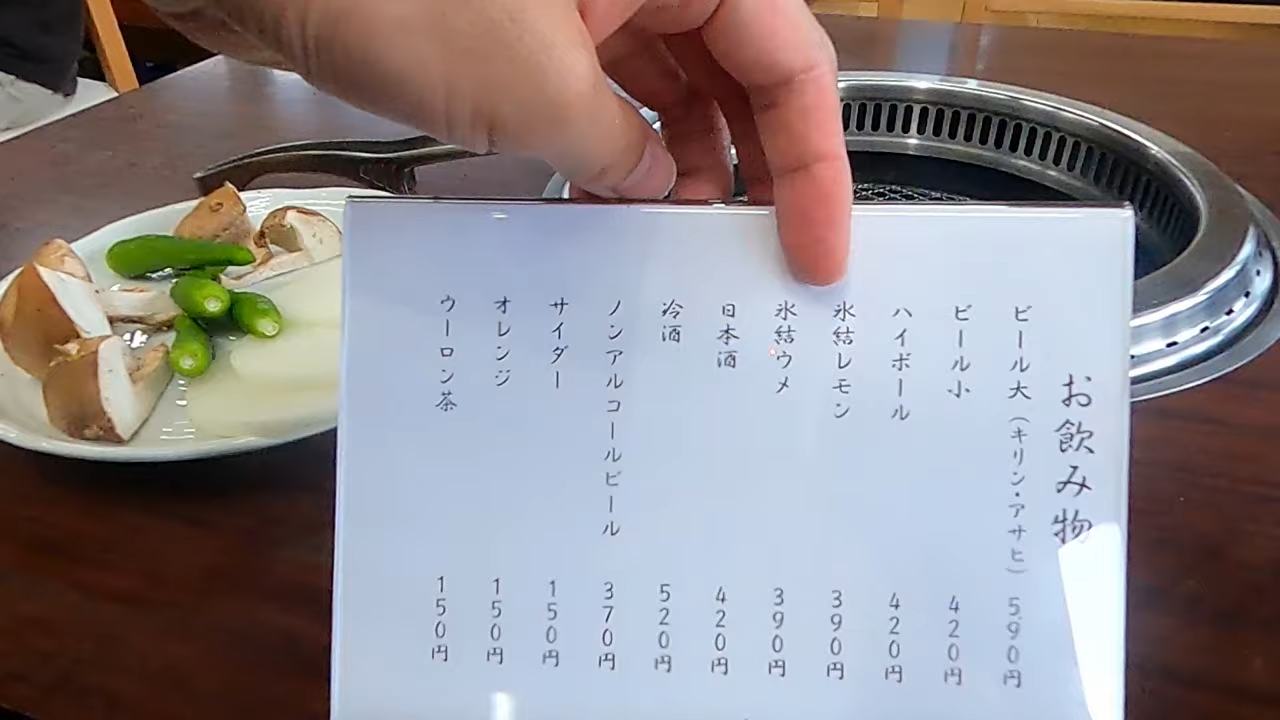 お飲み物
ビール大（キリン・アサヒ） 590円
ビール小 420円
ハイボール 420円
氷結レモン 390円
氷結ウメ 390円
日本酒 420円
冷酒 520円
ノンアルコールビール 370円
サイダー 150円
オレンジ 150円
ウーロン茶 150円